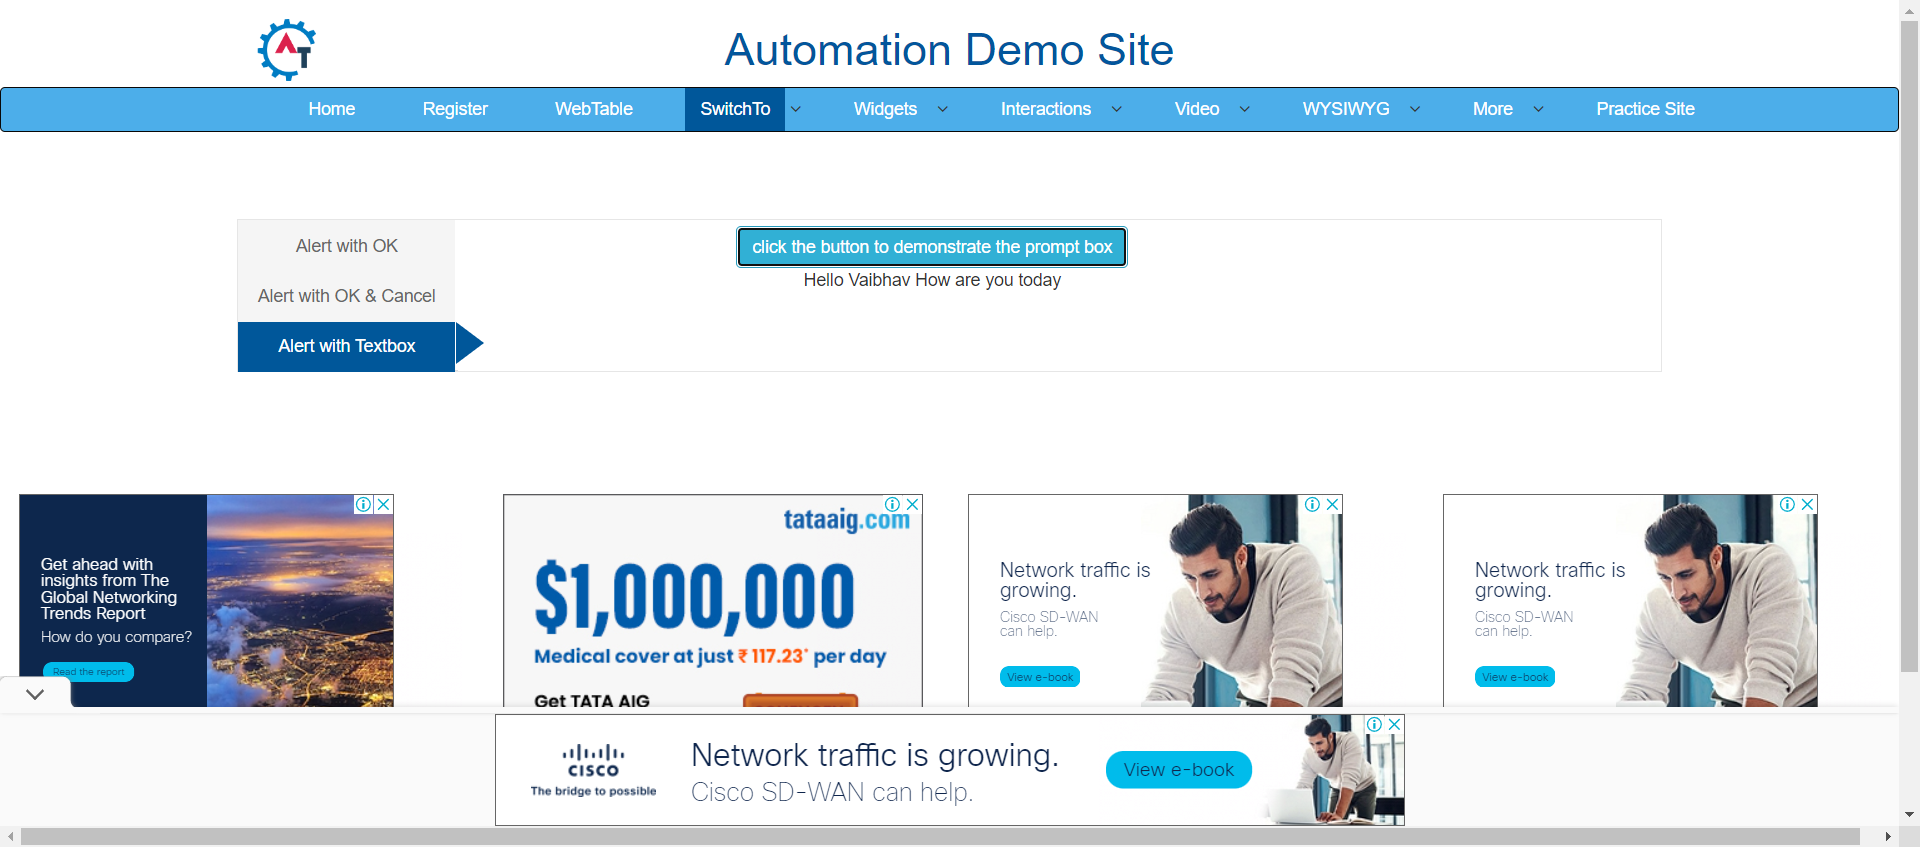 AT
Automation Demo Site
Home Register WebTable SwitchTo Widgets Interactions Video WYSIWYG More Practice Site
Alert with OK
Alert with OK & Cancel
Alert with Textbox
click the button to demonstrate the prompt box
Hello Vaibhav How are you today
Get ahead with
insights from The
Global Networking
Trends Report
How do you compare?
Read the report
tataaig.com
$1,000,000
Medical cover at just ₹ 117.23* per day
Get TATA AIG
Network traffic is
growing.
Cisco SD-WAN
can help.
View e-book
Network traffic is
growing.
Cisco SD-WAN
can help.
View e-book
CISCO
The bridge to possible
Network traffic is growing.
Cisco SD-WAN can help.
View e-book